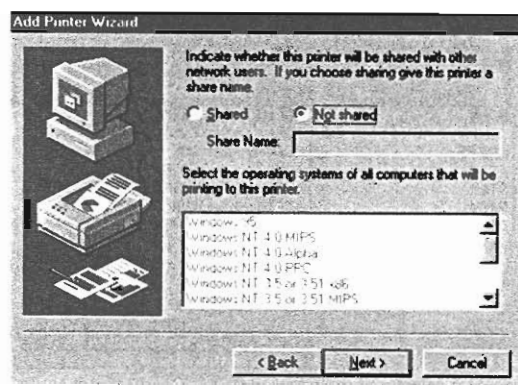 Add Printer Wizard
Indicate whether this printer will be shared with other
network users. If you choose sharing give this printer a
share name.
Shared
Not shared
Share Name:
Select the operating systems of all computers that will be
printing to this printer.
Windows 95
Windows NT 4.0 MIPS
Windows NT 4.0 Alpha
Windows NT 4.0 PPC
Windows NT 3.5 or 3.51 x86
Windows NT 3.5 or 3.51 MIPS
< Back
Next >
Cancel